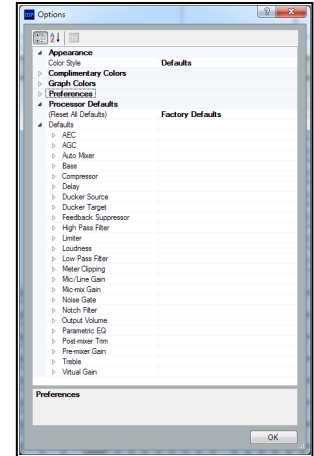 DSP Options
Appearance
Color Style Defaults
Complimentary Colors
Graph Colors
Preferences
Processor Defaults
(Reset All Defaults) Factory Defaults
Defaults
AEC
AGC
Auto Mixer
Bass
Compressor
Delay
Ducker Source
Ducker Target
Feedback Suppressor
High Pass Filter
Limiter
Loudness
Low Pass Filter
Meter Clipping
Mic/Line Gain
Mic-mix Gain
Noise Gate
Notch Filter
Output Volume
Parametric EQ
Post-mixer Trim
Pre-mixer Gain
Treble
Virtual Gain
Preferences
OK